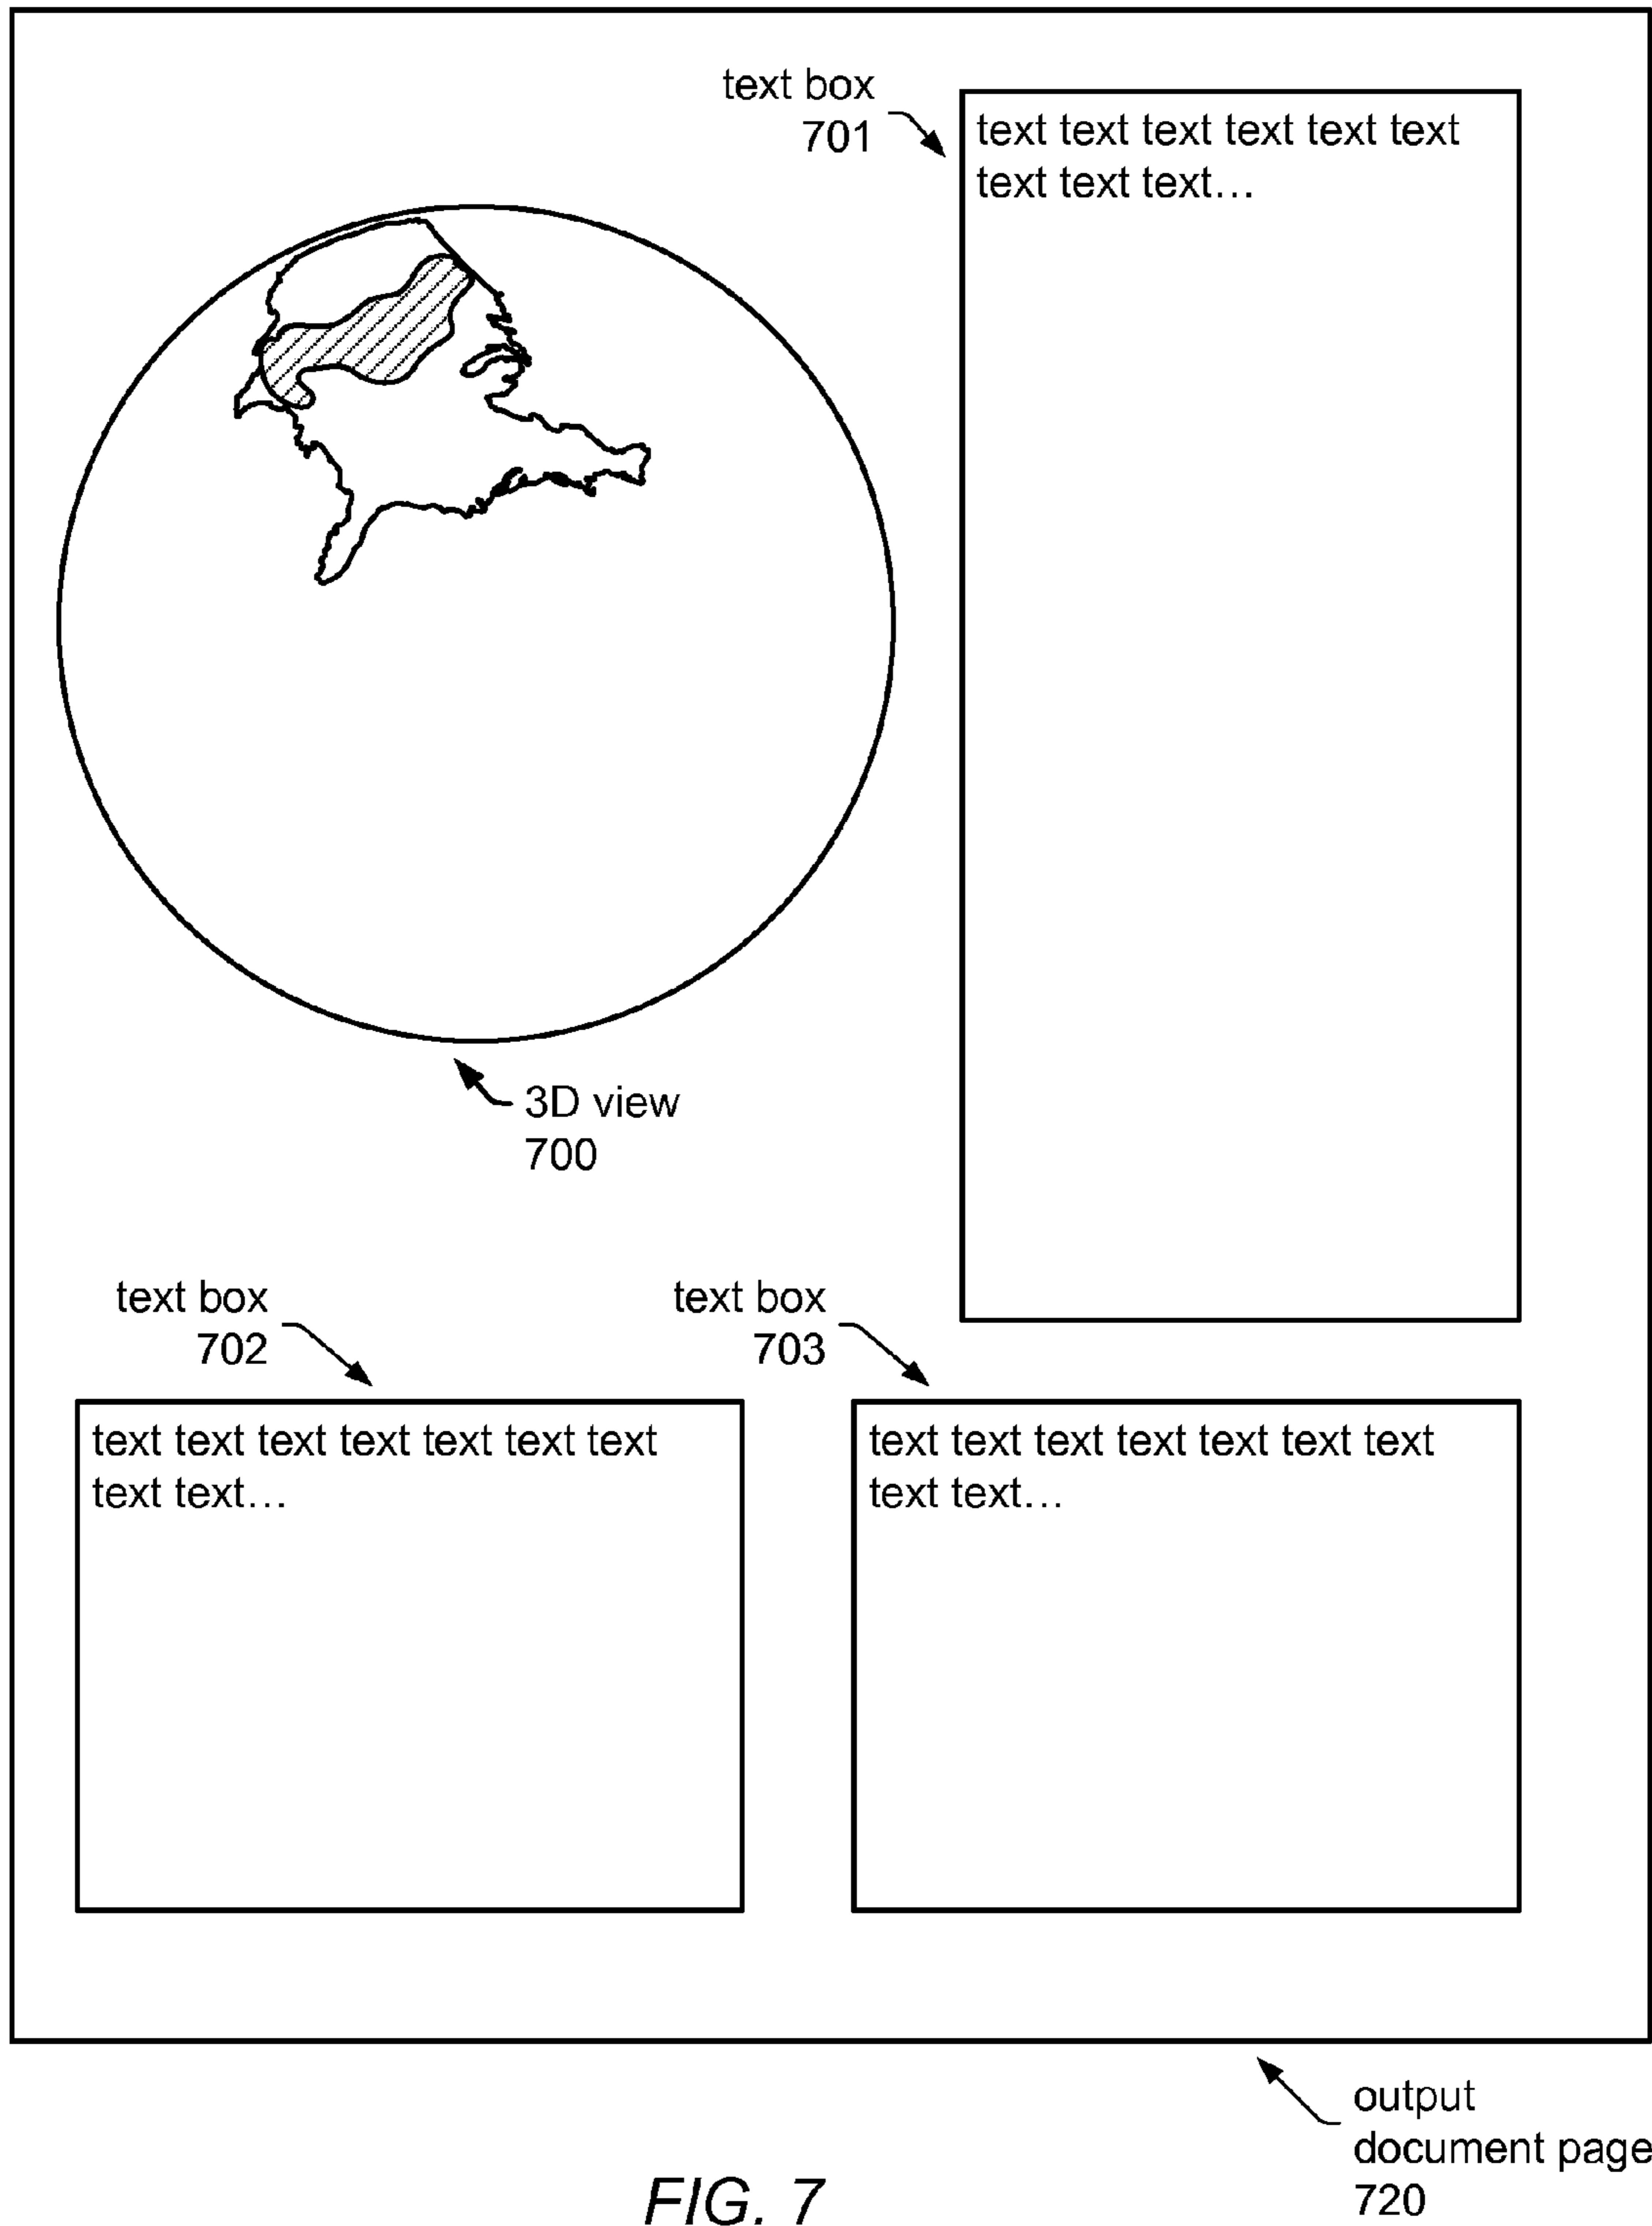 text box
701
text text text text text text
text text text…
3D view
700
text box
702
text box
703
text text text text text text text
text text…
text text text text text text text
text text…
output
document page
720
FIG. 7